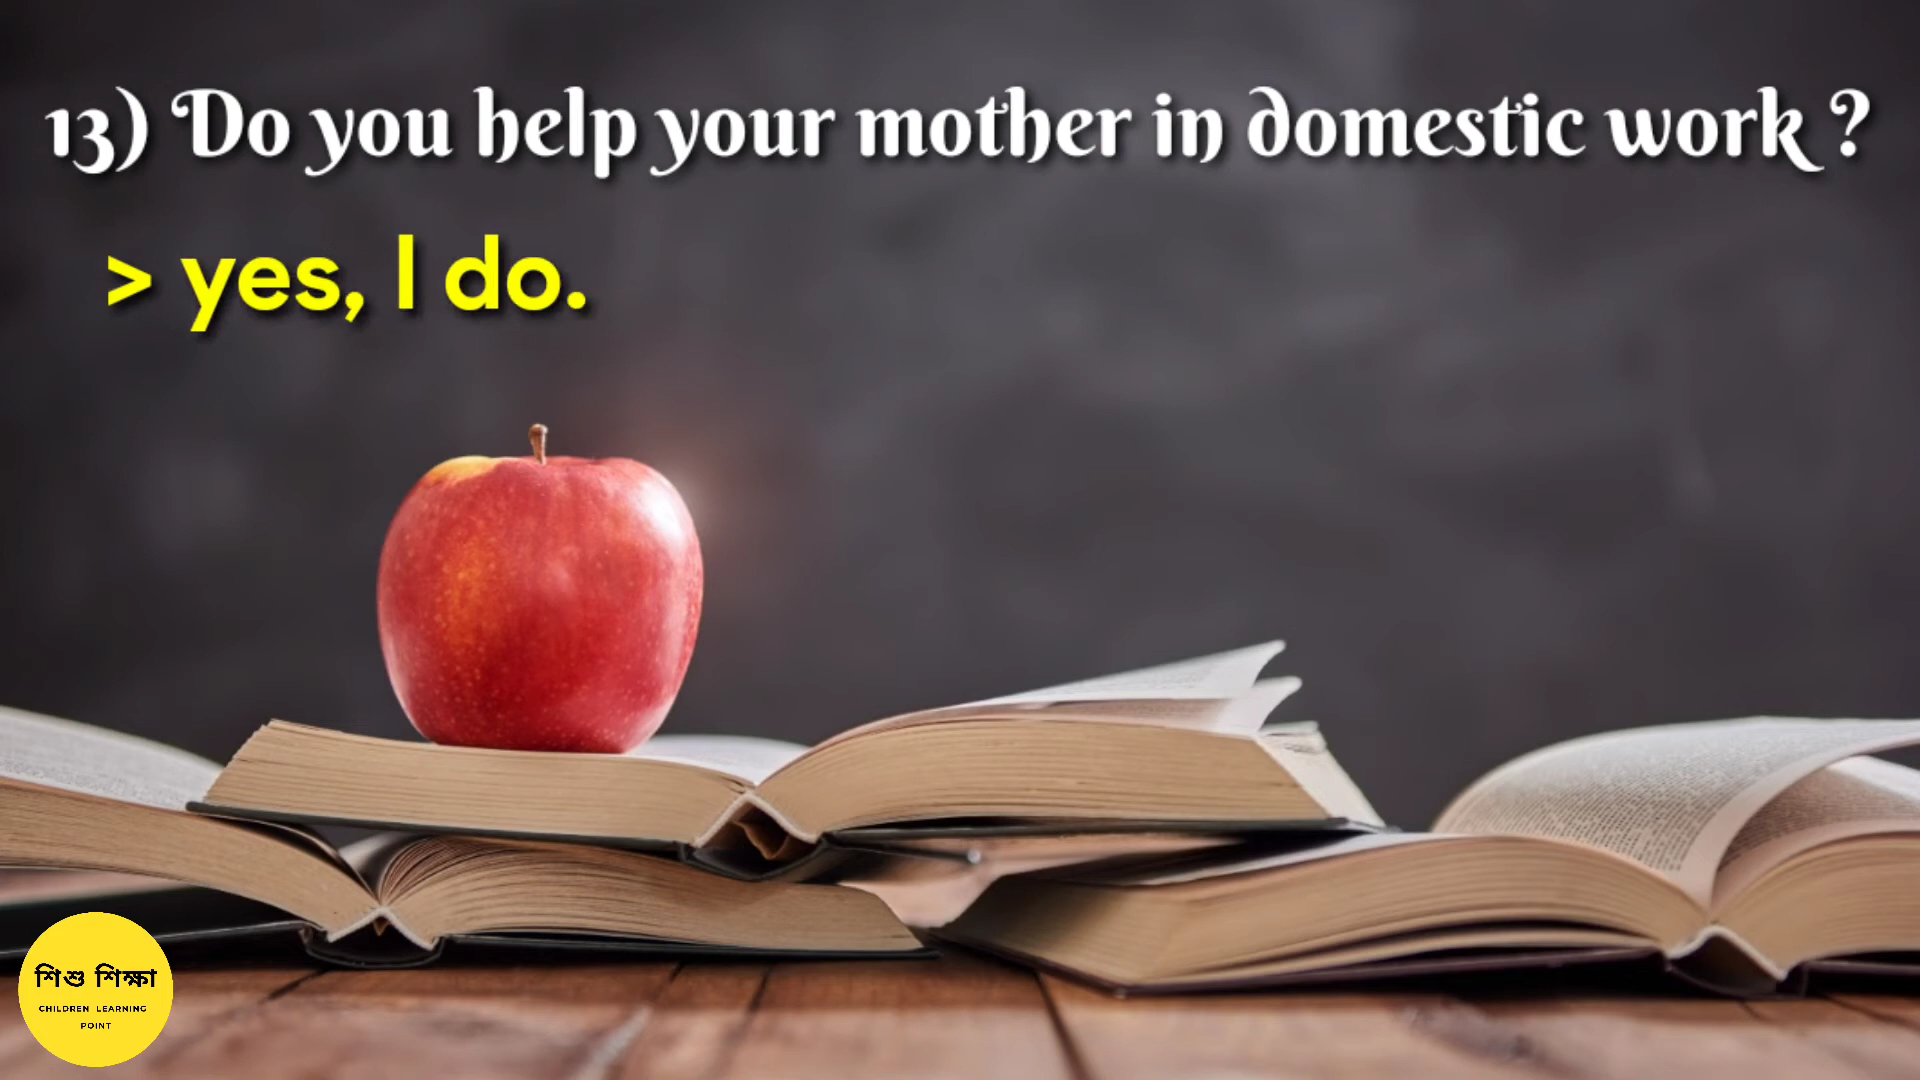 13) Do you help your mother in domestic work ?
> yes, I do.
শিশু শিক্ষা
CHILDREN LEARNING
POINT